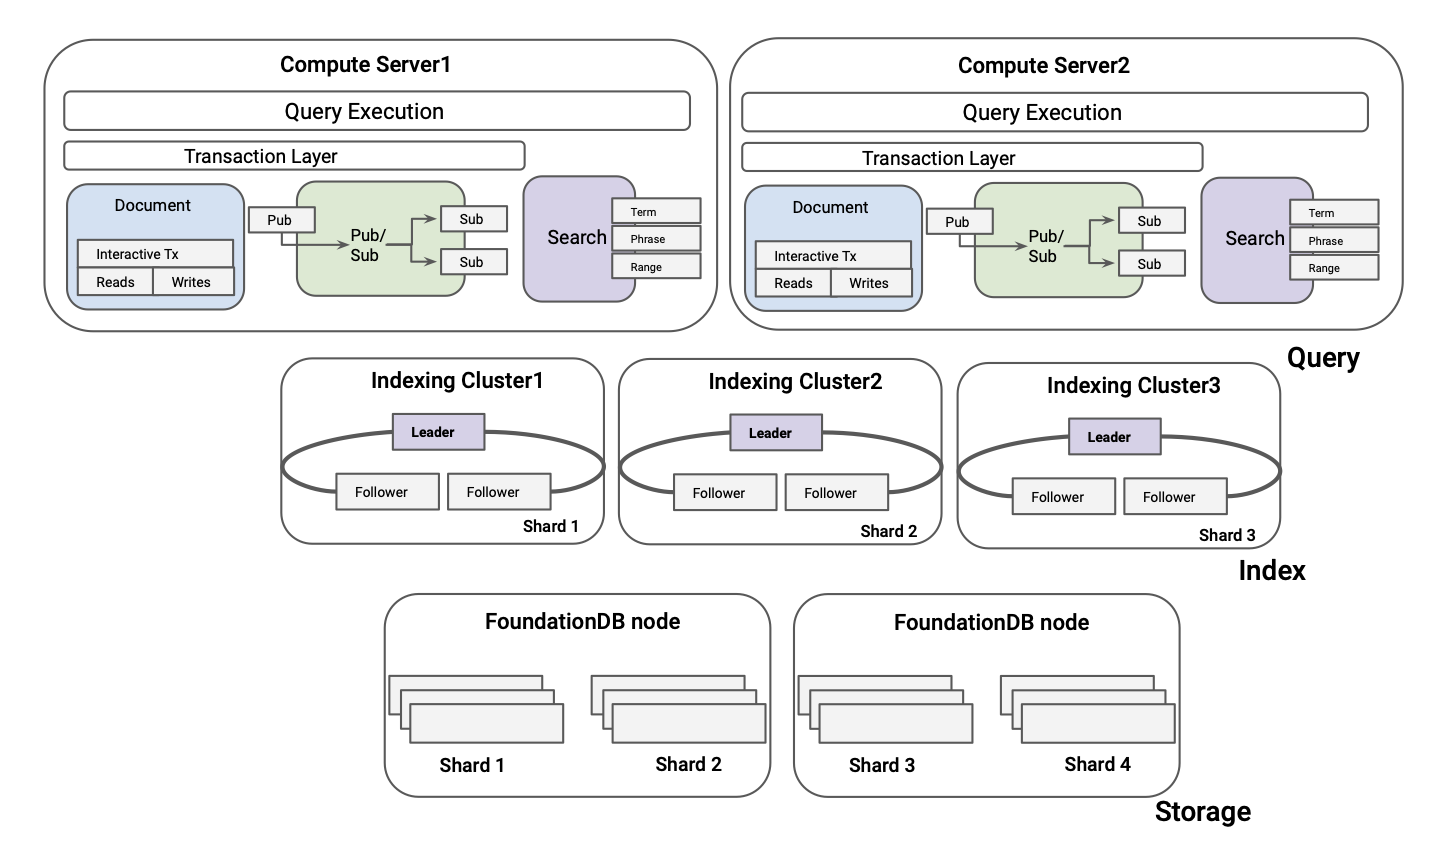 Compute Server1
Query Execution
Transaction Layer
Document
Interactive Tx
Reads
Writes
Pub
Pub/
Sub
Sub
Sub
Search
Term
Phrase
Range
Compute Server2
Query Execution
Transaction Layer
Document
Interactive Tx
Reads
Writes
Pub
Pub/
Sub
Sub
Sub
Search
Term
Phrase
Range
Query
Indexing Cluster1
Leader
Follower
Follower
Shard 1
Indexing Cluster2
Leader
Follower
Follower
Shard 2
Indexing Cluster3
Leader
Follower
Follower
Shard 3
Index
FoundationDB node
Shard 1
Shard 2
FoundationDB node
Shard 3
Shard 4
Storage